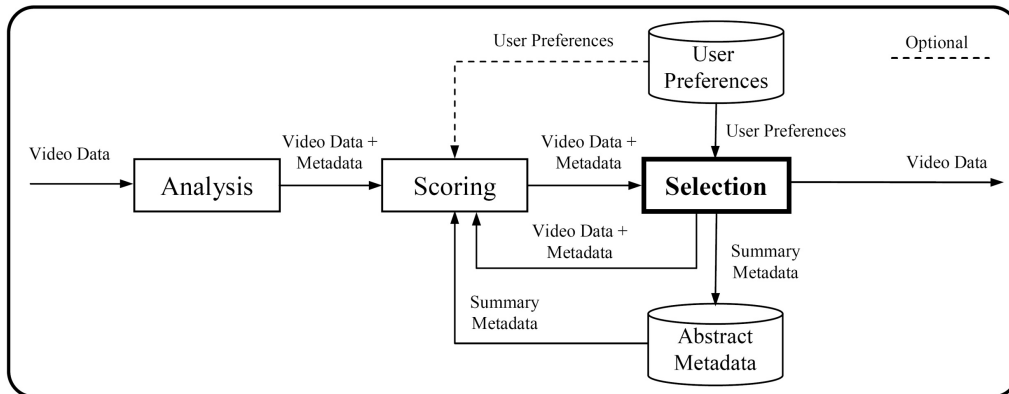 User Preferences
User
Preferences
Optional
User Preferences
Video Data
Video Data +
Metadata
Video Data +
Metadata
Video Data
Analysis
Scoring
Selection
Video Data +
Metadata
Summary
Metadata
Summary
Metadata
Abstract
Metadata